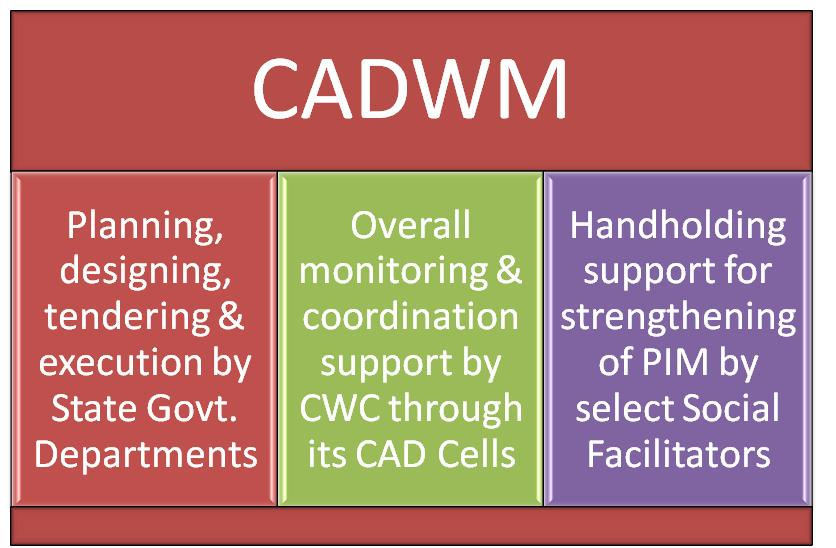 CADWM
Planning,
designing,
tendering &
execution by
State Govt.
Departments
Overall
monitoring &
coordination
support by
CWC through
its CAD Cells
Handholding
support for
strengthening
of PIM by
select Social
Facilitators